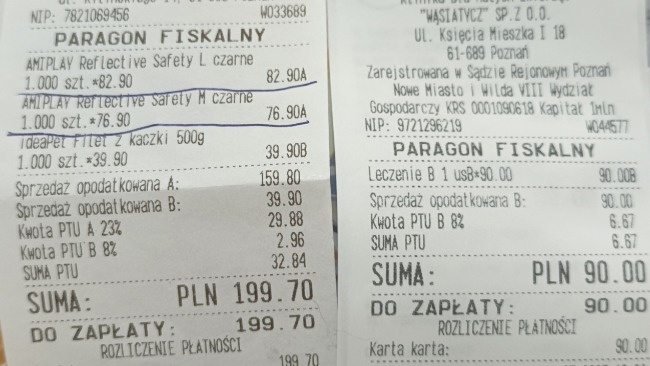 NIP: 7821069456 WO33689
PARAGON FISKALNY
AMIPLAY Reflective Safety L czarne
1.000 szt.*82.90 82.90A
AMIPLAY Reflective Safety M czarne
1.000 szt.*76.90 76.90A
IdeaPet Filet z kaczki 500g
1.000 szt.*39.90 39.90B
Sprzedaż opodatkowana A: 159.80
Sprzedaż opodatkowana B: 39.90
Kwota PTU A 23% 29.88
Kwota PTU B 8% 2.96
SUMA PTU 32.84
SUMA: PLN 199.70
DO ZAPŁATY: 199.70
ROZLICZENIE PŁATNOŚCI
199.70
"WĄSIATYCZ" SP.Z O.O.
Ul. Księcia Mieszka I 18
61-689 Poznań
Zarejstrowana w Sądzie Rejonowym Poznań
Nowe Miasto i Wilda VIII Wydział
Gospodarczy KRS 0001090618 Kapitał 1mln
NIP: 9721296219 WO44577
PARAGON FISKALNY
Leczenie B 1 usB*90.00 90.00B
Sprzedaż opodatkowana B: 90.00
Kwota PTU B 8% 6.67
SUMA PTU 6.67
SUMA: PLN 90.00
DO ZAPŁATY: 90.00
ROZLICZENIE PŁATNOŚCI
Karta karta: 90.00